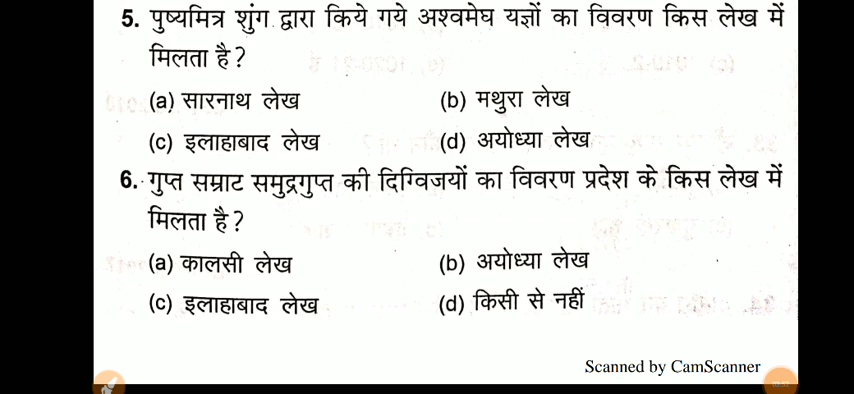 5. पुष्यमित्र शुंग द्वारा किये गये अश्वमेघ यज्ञों का विवरण किस लेख में
मिलता है?
(a) सारनाथ लेख (b) मथुरा लेख
(c) इलाहाबाद लेख (d) अयोध्या लेख
6. गुप्त सम्राट समुद्रगुप्त की दिग्विजयों का विवरण प्रदेश के किस लेख में
मिलता है?
(a) कालसी लेख (b) अयोध्या लेख
(c) इलाहाबाद लेख (d) किसी से नहीं
Scanned by CamScanner